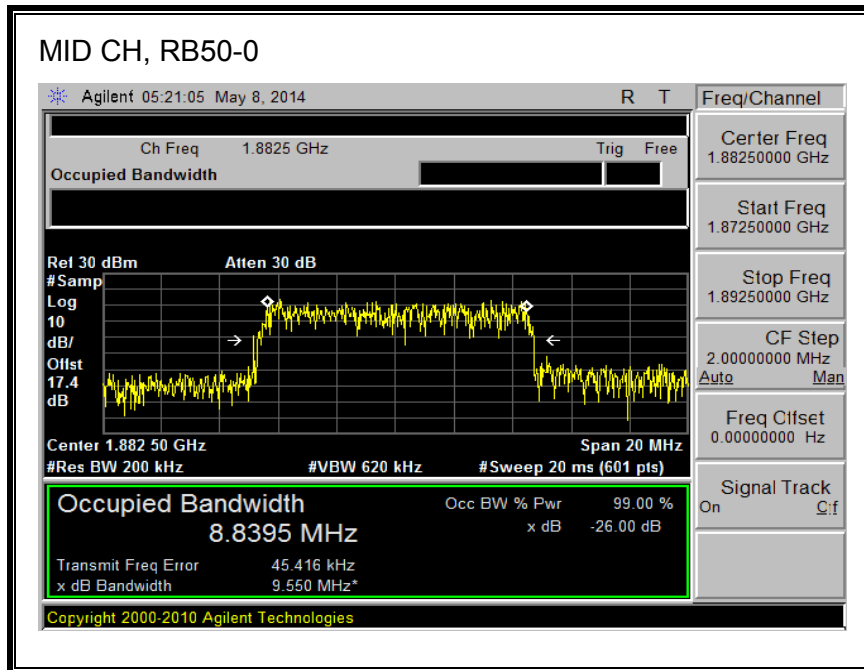 MID CH, RB50-0
Agilent 05:21:05 May 8, 2014 R T
Freq/Channel
Ch Freq 1.8825 GHz Trig Free
Occupied Bandwidth
Center Freq
1.88250000 GHz
Start Freq
1.87250000 GHz
Stop Freq
1.89250000 GHz
CF Step
2.00000000 MHz
Auto Man
Freq Offset
0.00000000 Hz
Signal Track
On Off
Ref 30 dBm Atten 30 dB
#Samp
Log
10
dB/
Offst
17.4
dB
Center 1.882 50 GHz Span 20 MHz
#Res BW 200 kHz #VBW 620 kHz #Sweep 20 ms (601 pts)
Occupied Bandwidth Occ BW % Pwr 99.00 %
8.8395 MHz x dB -26.00 dB
Transmit Freq Error 45.416 kHz
x dB Bandwidth 9.550 MHz*
Copyright 2000-2010 Agilent Technologies